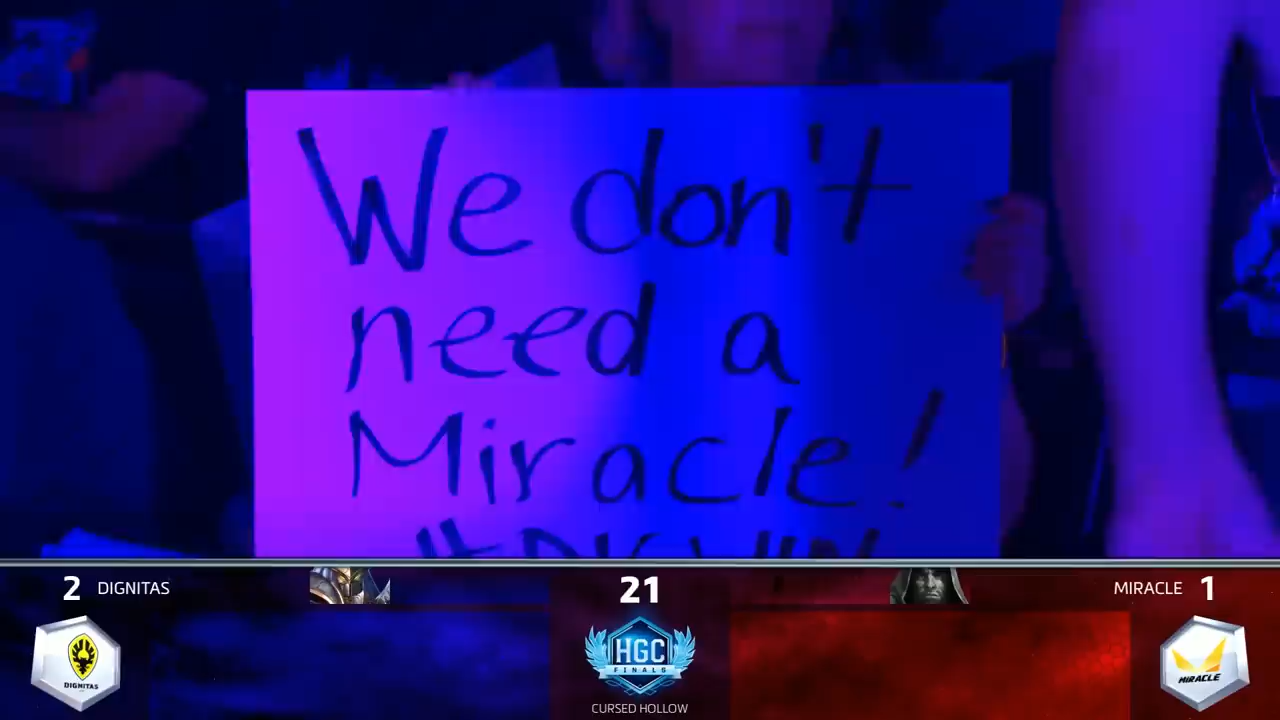 We don't
need a
Miracle!
2 DIGNITAS
21
MIRACLE 1
DIGNITAS
HGC
FINALS
MIRACLE
CURSED HOLLOW